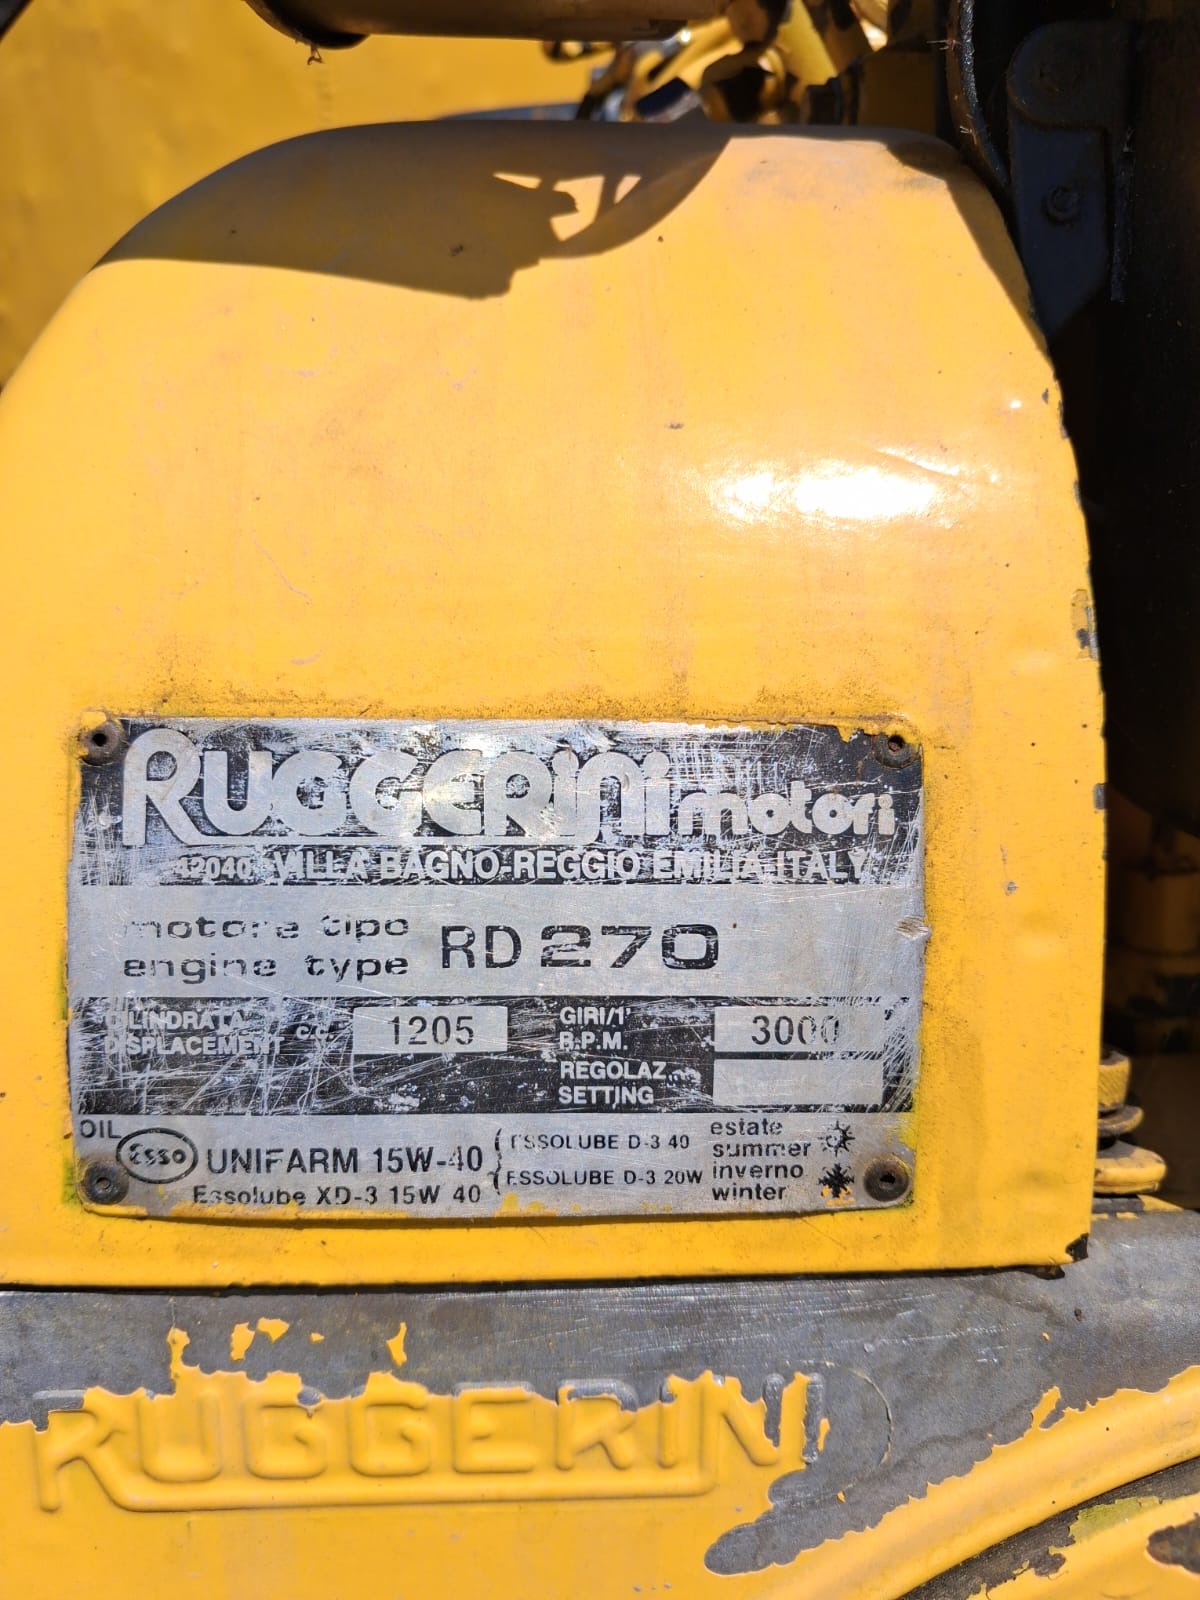 RUGGERINI motori
42040 VILLA BAGNO-REGGIO EMILIA ITALY
motore tipo
engine type RD 270
CILINDRATA
DISPLACEMENT c.c. 1205
GIRI/1'
R.P.M. 3000
REGOLAZ.
SETTING
OIL Esso UNIFARM 15W-40
Essolube XD-3 15W 40
ESSOLUBE D-3 40 estate summer
ESSOLUBE D-3 20W inverno winter
RUGGERINI